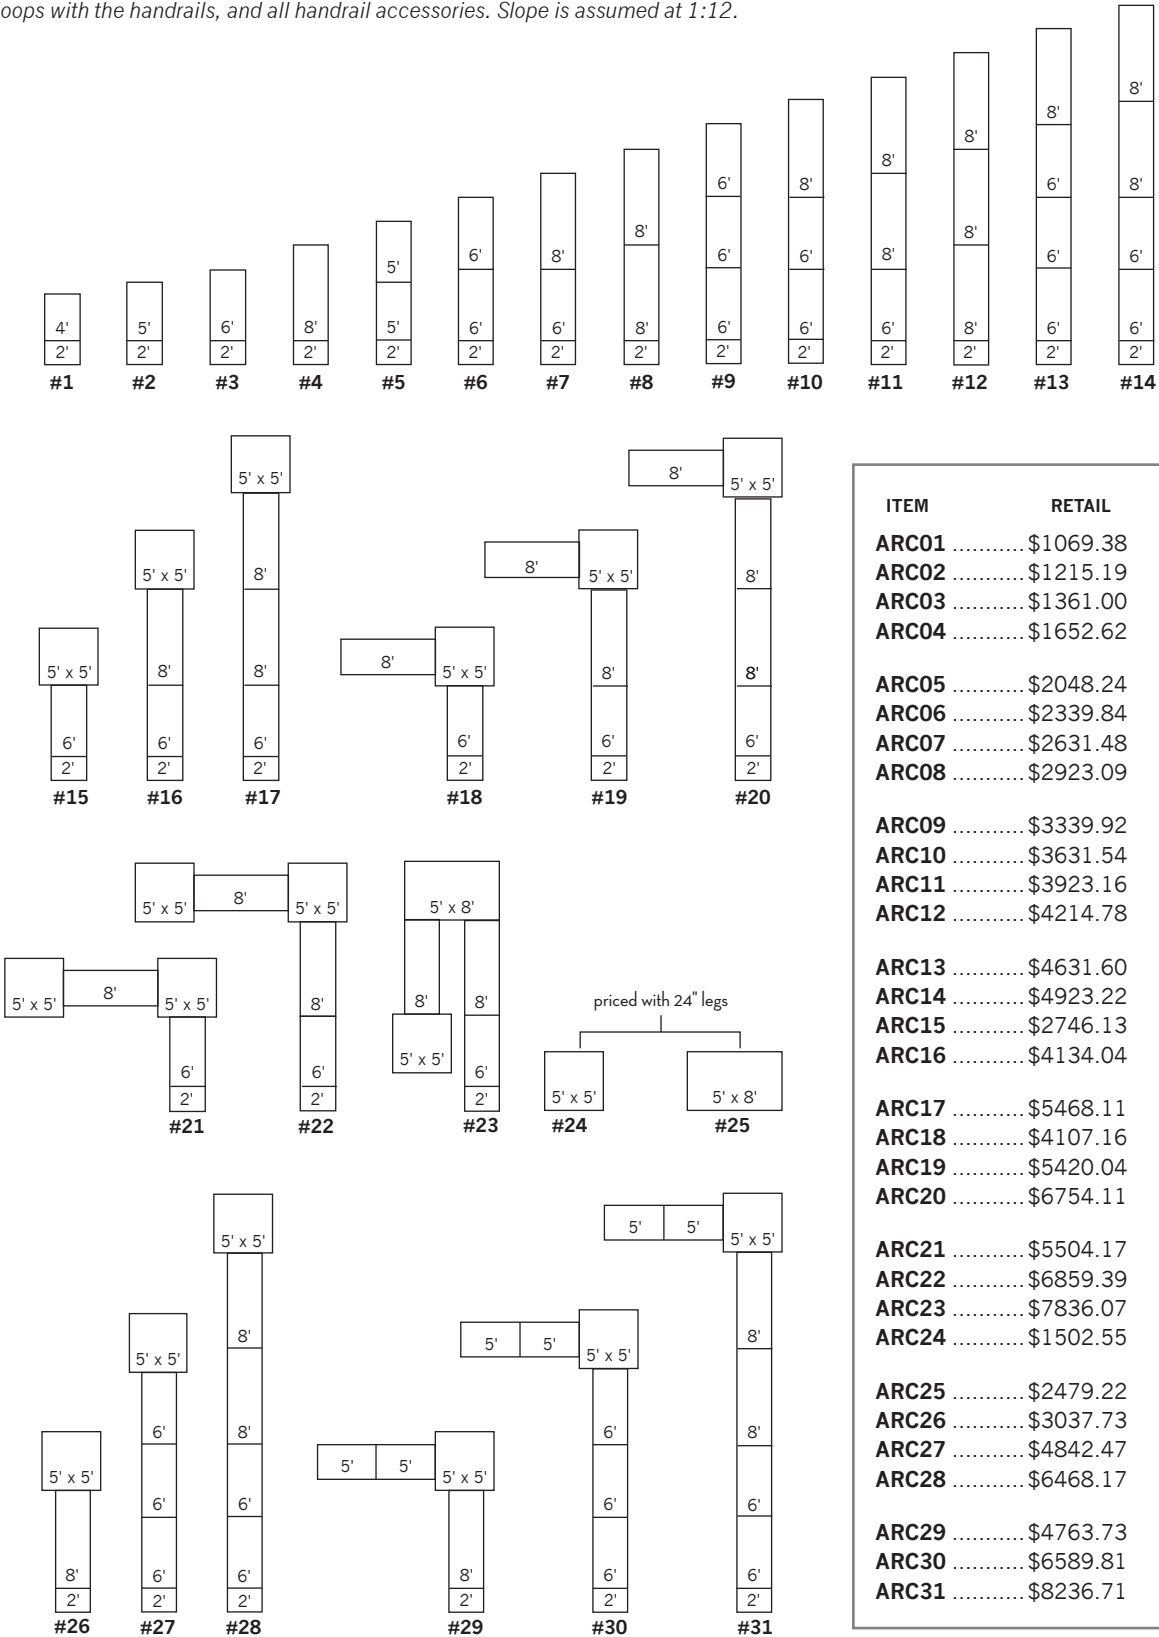 loops with the handrails, and all handrail accessories. Slope is assumed at 1:12.
8'
8' 8'
8' 8'
6' 8' 6' 8'
8'
5' 6' 8' 6' 6' 8' 6' 6'
4' 5' 6' 8' 5' 6' 6' 8' 6' 6' 6' 8' 6' 6'
2' 2' 2' 2' 2' 2' 2' 2' 2' 2' 2' 2' 2' 2'
#1 #2 #3 #4 #5 #6 #7 #8 #9 #10 #11 #12 #13 #14
5' x 5' 8' 5' x 5'
5' x 5' 8' 8' 5' x 5' 8'
5' x 5' 8' 8' 8' 5' x 5' 8' 8'
6' 6' 6' 6' 6' 6'
2' 2' 2' 2' 2' 2'
#15 #16 #17 #18 #19 #20
5' x 5' 8' 5' x 5' 5' x 8'
5' x 5' 8' 5' x 5' 8' 8' 8'
priced with 24" legs
6' 6' 5' x 5' 6'
2' 2' 2' 5' x 5' 5' x 8'
#21 #22 #23 #24 #25
5' x 5' 5' 5' 5' x 5'
5' x 5' 8' 5' 5' 5' x 5' 8'
6' 8' 6' 8'
5' x 5' 5' 5' 5' x 5'
6' 6' 6' 6'
8' 6' 6' 8' 6' 6'
2' 2' 2' 2' 2' 2'
#26 #27 #28 #29 #30 #31
ITEM RETAIL
ARC01 ........... $1069.38
ARC02 ........... $1215.19
ARC03 ........... $1361.00
ARC04 ........... $1652.62
ARC05 ........... $2048.24
ARC06 ........... $2339.84
ARC07 ........... $2631.48
ARC08 ........... $2923.09
ARC09 ........... $3339.92
ARC10 ........... $3631.54
ARC11 ........... $3923.16
ARC12 ........... $4214.78
ARC13 ........... $4631.60
ARC14 ........... $4923.22
ARC15 ........... $2746.13
ARC16 ........... $4134.04
ARC17 ........... $5468.11
ARC18 ........... $4107.16
ARC19 ........... $5420.04
ARC20 ........... $6754.11
ARC21 ........... $5504.17
ARC22 ........... $6859.39
ARC23 ........... $7836.07
ARC24 ........... $1502.55
ARC25 ........... $2479.22
ARC26 ........... $3037.73
ARC27 ........... $4842.47
ARC28 ........... $6468.17
ARC29 ........... $4763.73
ARC30 ........... $6589.81
ARC31 ........... $8236.71